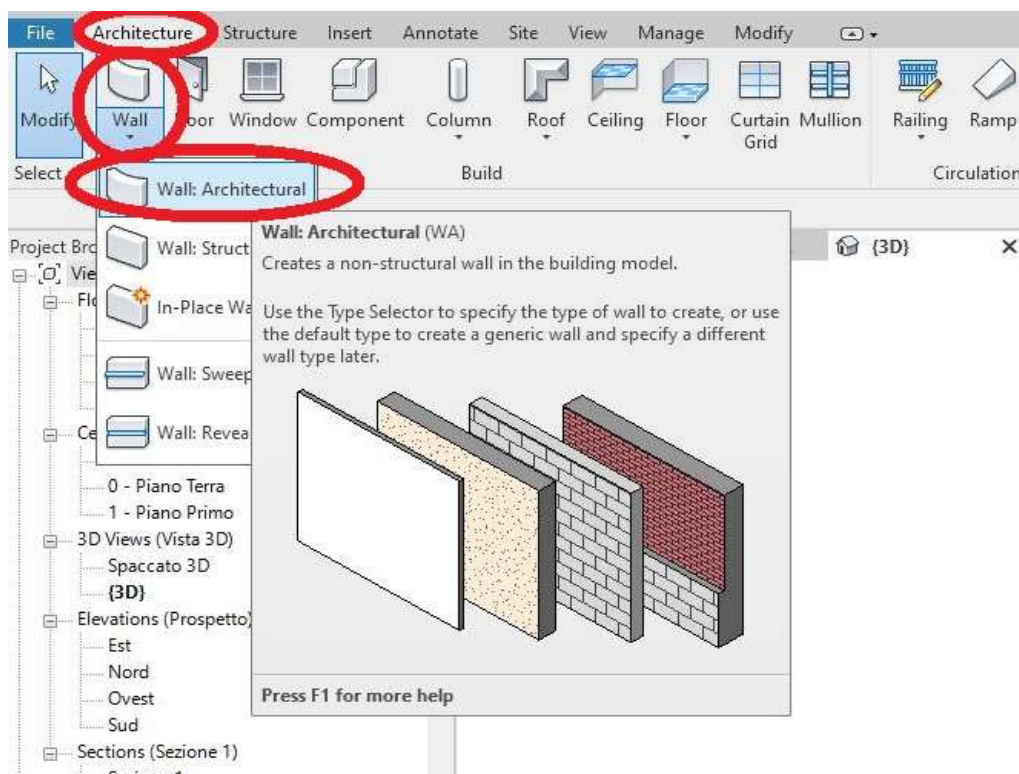 File Architecture Structure Insert Annotate Site View Manage Modify
Modify Wall Door Window Component Column Roof Ceiling Floor Curtain Grid Mullion Railing Ramp
Select Build Circulation
Wall: Architectural
Wall: Struct
In-Place Wa
Wall: Sweep
Wall: Revea
Wall: Architectural (WA)
Creates a non-structural wall in the building model.
Use the Type Selector to specify the type of wall to create, or use
the default type to create a generic wall and specify a different
wall type later.
Press F1 for more help
{3D}
Project Bro
Vie
Flo
Ce
0 - Piano Terra
1 - Piano Primo
3D Views (Vista 3D)
Spaccato 3D
{3D}
Elevations (Prospetto)
Est
Nord
Ovest
Sud
Sections (Sezione 1)